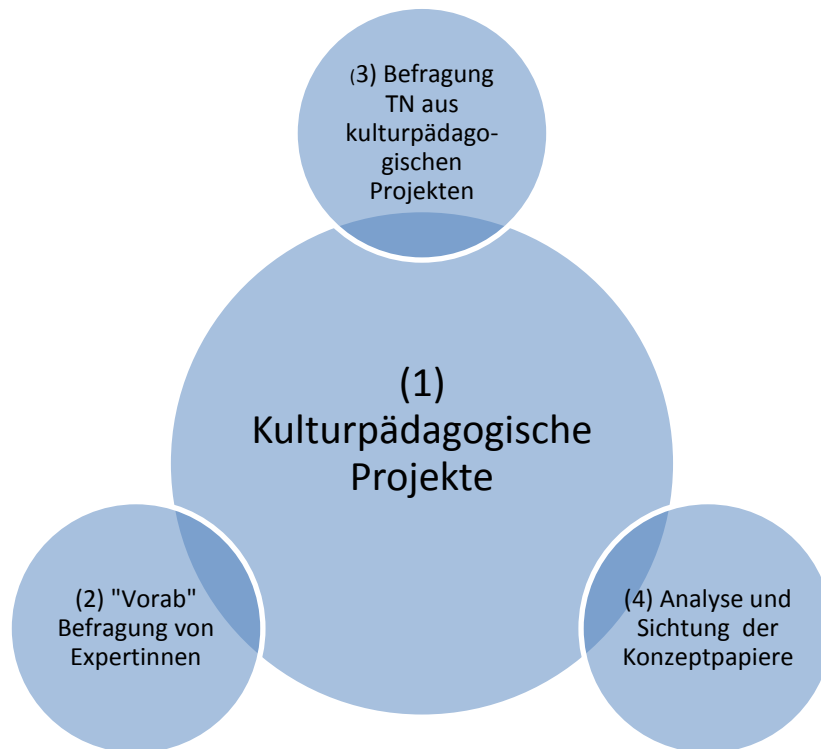 (3) Befragung
TN aus
kulturpädago-
gischen
Projekten
(1)
Kulturpädagogische
Projekte
(2) "Vorab"
Befragung von
Expertinnen
(4) Analyse und
Sichtung der
Konzeptpapiere